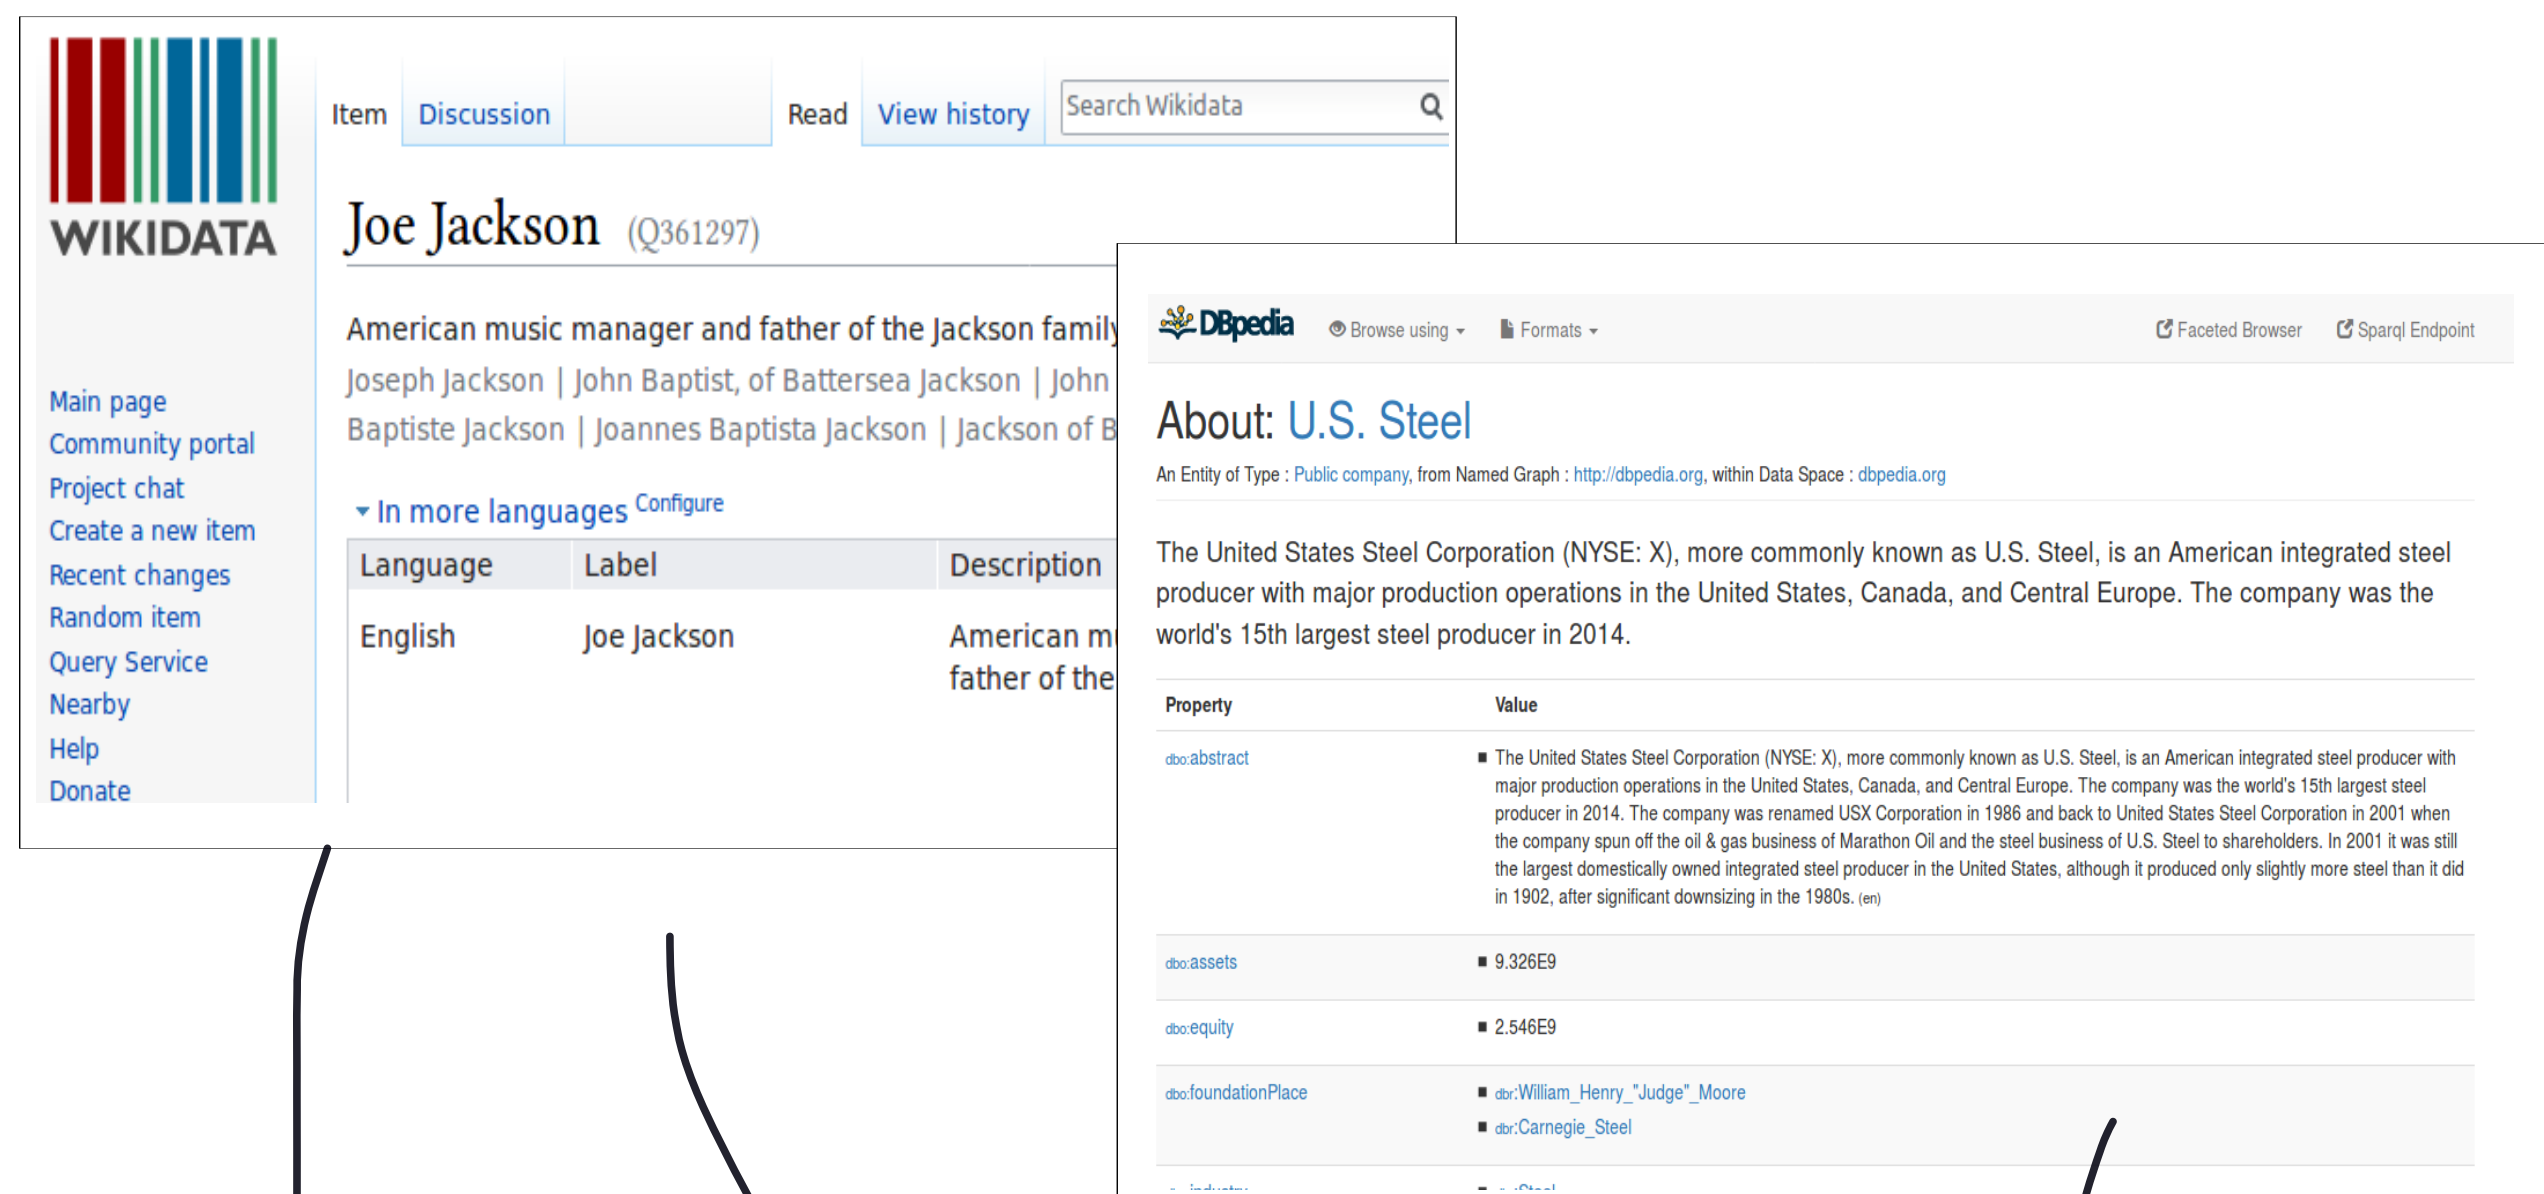 WIKIDATA
Item
Discussion
Read
View history
Search Wikidata
Joe Jackson (Q361297)
American music manager and father of the Jackson family
Joseph Jackson | John Baptist, of Battersea Jackson | John
Baptiste Jackson | Joannes Baptista Jackson | Jackson of B
In more languages Configure
Language Label Description
English Joe Jackson American
father of the
Main page
Community portal
Project chat
Create a new item
Recent changes
Random item
Query Service
Nearby
Help
Donate
DBpedia
Browse using
Formats
Faceted Browser
Sparql Endpoint
About: U.S. Steel
An Entity of Type : Public company, from Named Graph : http://dbpedia.org, within Data Space : dbpedia.org
The United States Steel Corporation (NYSE: X), more commonly known as U.S. Steel, is an American integrated steel
producer with major production operations in the United States, Canada, and Central Europe. The company was the
world's 15th largest steel producer in 2014.
Property Value
dbo:abstract
The United States Steel Corporation (NYSE: X), more commonly known as U.S. Steel, is an American integrated steel producer with
major production operations in the United States, Canada, and Central Europe. The company was the world's 15th largest steel
producer in 2014. The company was renamed USX Corporation in 1986 and back to United States Steel Corporation in 2001 when
the company spun off the oil & gas business of Marathon Oil and the steel business of U.S. Steel to shareholders. In 2001 it was still
the largest domestically owned integrated steel producer in the United States, although it produced only slightly more steel than it did
in 1902, after significant downsizing in the 1980s. (en)
dbo:assets 9.326E9
dbo:equity 2.546E9
dbo:foundationPlace dbr:William_Henry_"Judge"_Moore
dbr:Carnegie_Steel